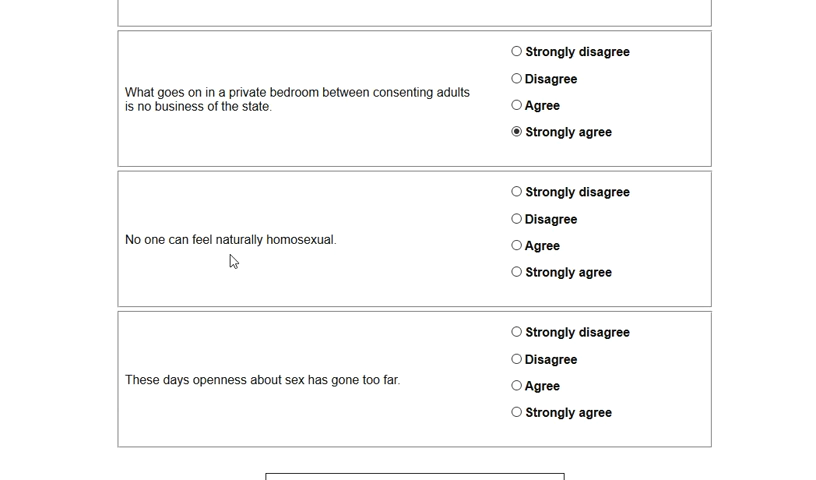 Strongly disagree
Disagree
What goes on in a private bedroom between consenting adults
is no business of the state.
Agree
Strongly agree
Strongly disagree
Disagree
No one can feel naturally homosexual.
Agree
Strongly agree
Strongly disagree
Disagree
These days openness about sex has gone too far.
Agree
Strongly agree